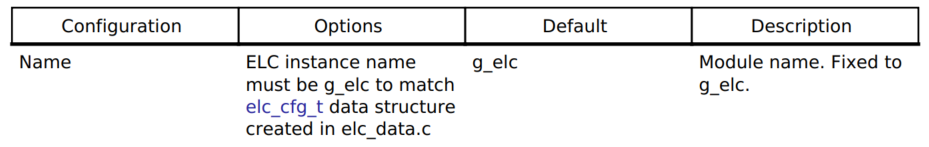 Configuration Options Default Description
Name ELC instance name g_elc Module name. Fixed to
must be g_elc to match g_elc.
elc_cfg_t data structure
created in elc_data.c